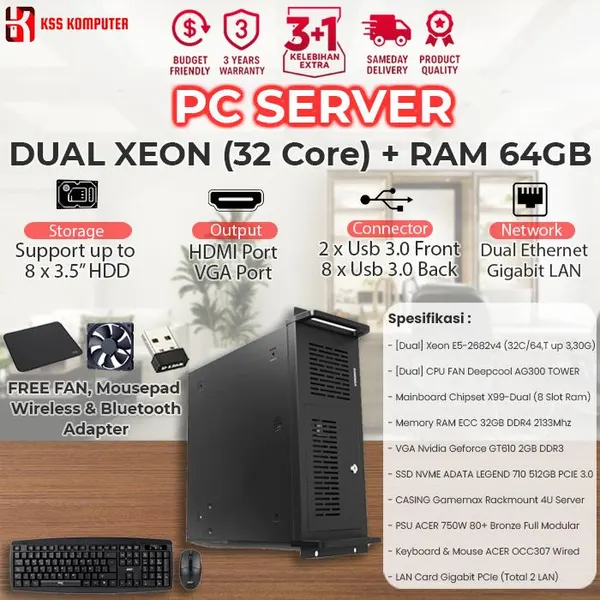 KSS KOMPUTER
BUDGET
FRIENDLY
3
3 YEARS
WARRANTY
3+1
KELEBIHAN
EXTRA
SAMEDAY
DELIVERY
PRODUCT
QUALITY
PC SERVER
DUAL XEON (32 Core) + RAM 64GB
Storage
Support up to
8 x 3.5" HDD
Output
HDMI Port
VGA Port
Connector
2 x Usb 3.0 Front
8 x Usb 3.0 Back
Network
Dual Ethernet
Gigabit LAN
FREE FAN, Mousepad
Wireless & Bluetooth
Adapter
Spesifikasi :
- [Dual] Xeon E5-2682v4 (32C/64,T up 3,30G)
- [Dual] CPU FAN Deepcool AG300 TOWER
- Mainboard Chipset X99-Dual (8 Slot Ram)
- Memory RAM ECC 32GB DDR4 2133Mhz
- VGA Nvidia Geforce GT610 2GB DDR3
- SSD NVME ADATA LEGEND 710 512GB PCIE 3.0
- CASING Gamemax Rackmount 4U Server
- PSU ACER 750W 80+ Bronze Full Modular
- Keyboard & Mouse ACER OCC307 Wired
- LAN Card Gigabit PCIe (Total 2 LAN)